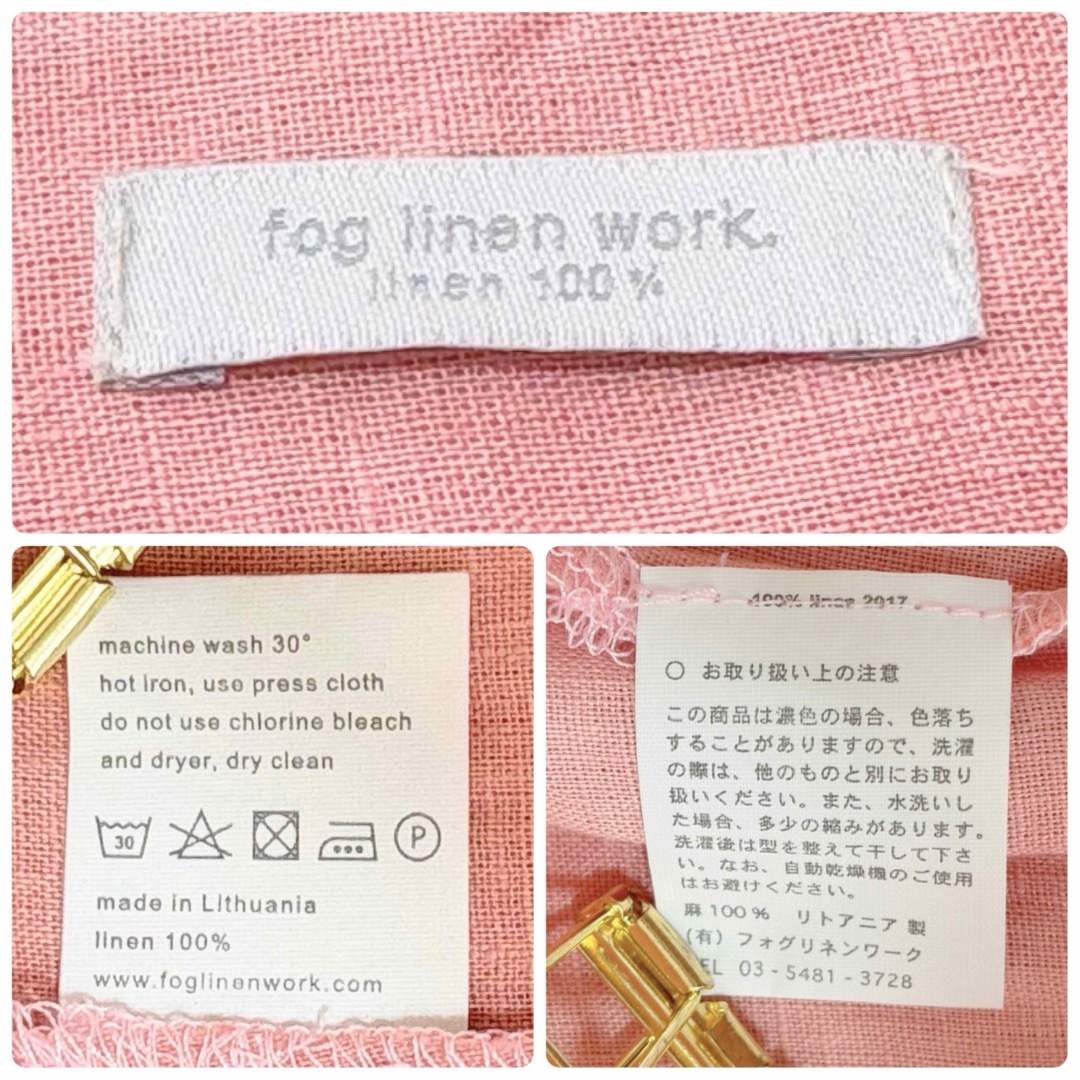 fog linen work.
linen 100%
machine wash 30°
hot iron, use press cloth
do not use chlorine bleach
and dryer, dry clean
30
P
made in Lithuania
linen 100%
www.foglinenwork.com
100% linen 2017
○ お取り扱い上の注意
この商品は濃色の場合、色落ち
することがありますので、洗濯
の際は、他のものと別にお取り
扱いください。また、水洗いし
た場合、多少の縮みがあります。
洗濯後は型を整えて干して下さ
い。なお、自動乾燥機のご使用
はお避けください。
麻100% リトアニア製
(有) フォグリネンワーク
EL 03-5481-3728